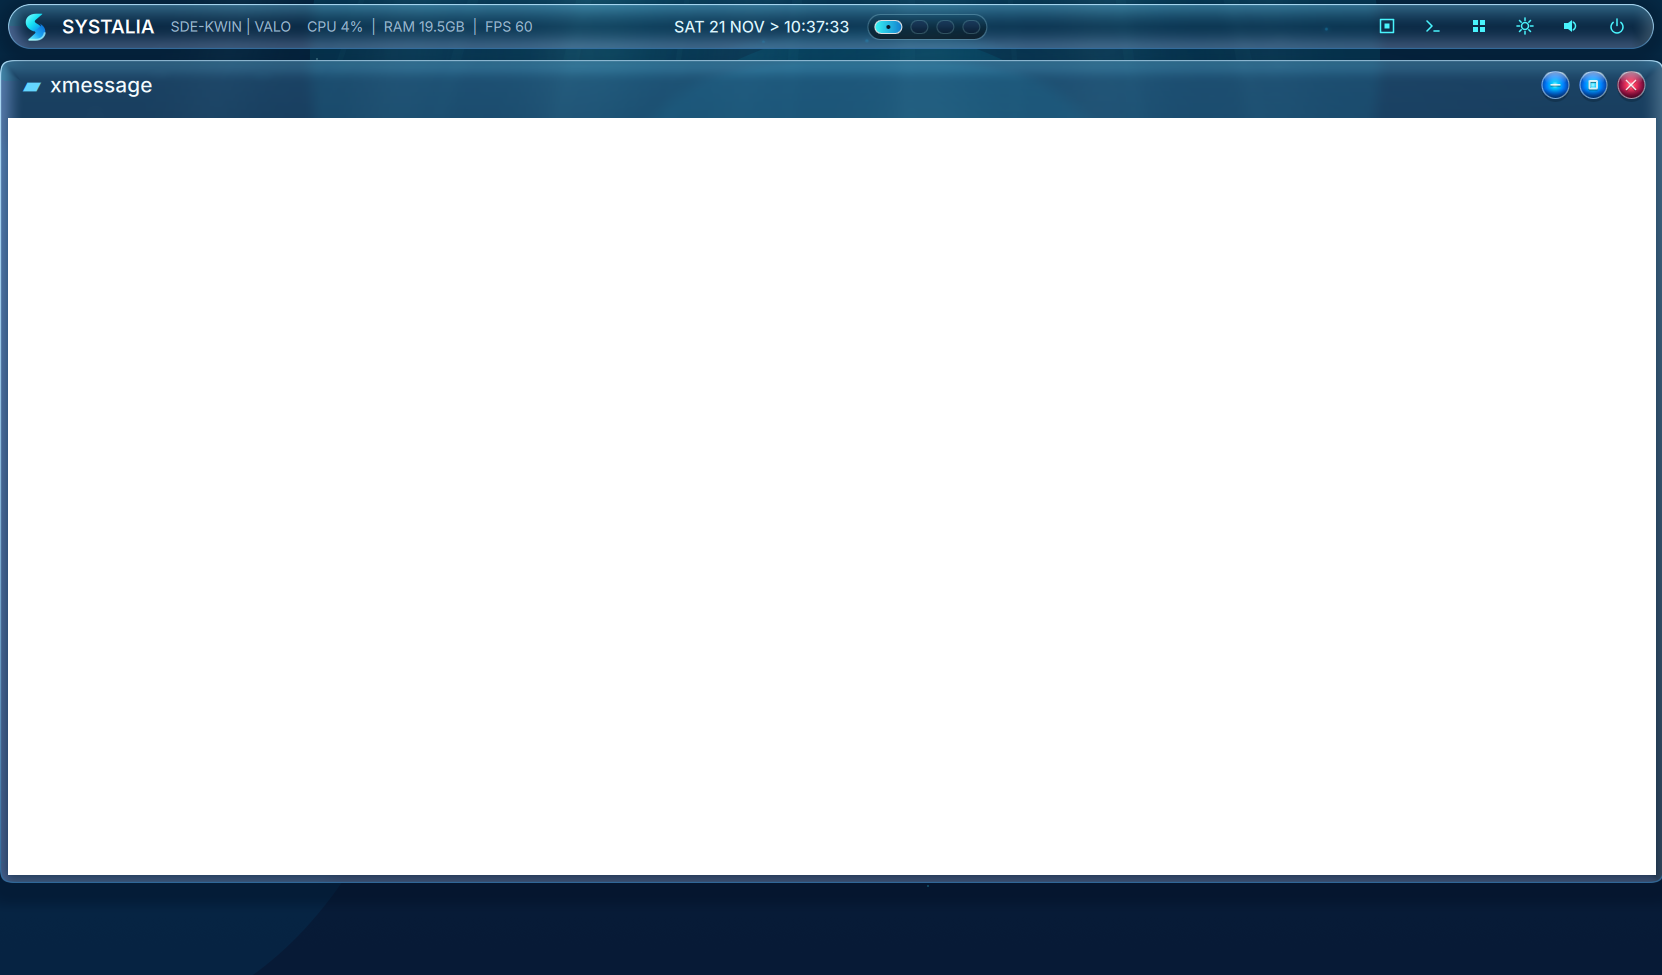 SYSTALIA SDE-KWIN | VALO CPU 4% | RAM 19.5GB | FPS 60 SAT 21 NOV > 10:37:33
xmessage